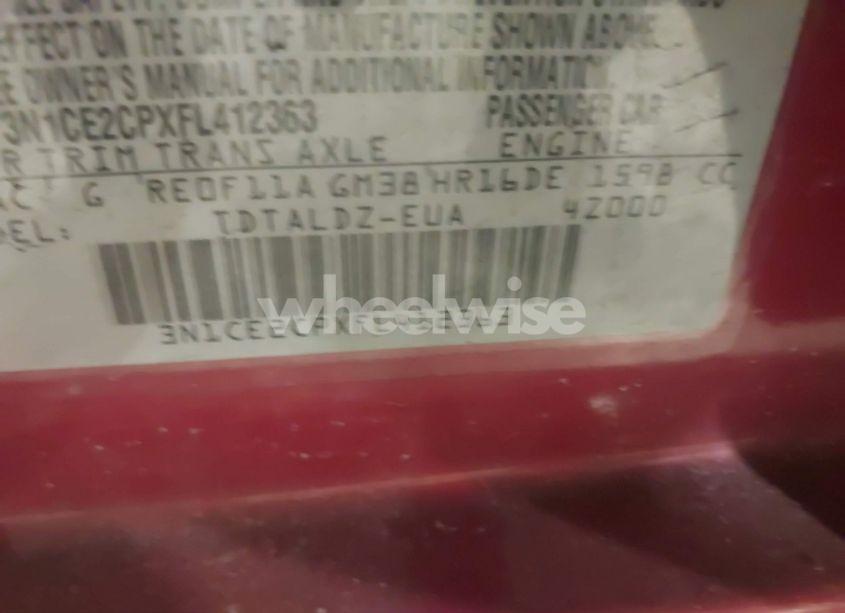 EFFECT ON THE DATE OF MANUFACTURE SHOWN ABOVE.
OWNER'S MANUAL FOR ADDITIONAL INFORMATION
3N1CE2CPXFL412363 PASSENGER CAR
TRIM TRANS AXLE ENGINE
G RE0F11A GM38 HR16DE 1598 CC
TDTALDZ-EUA 42000
wheelwise